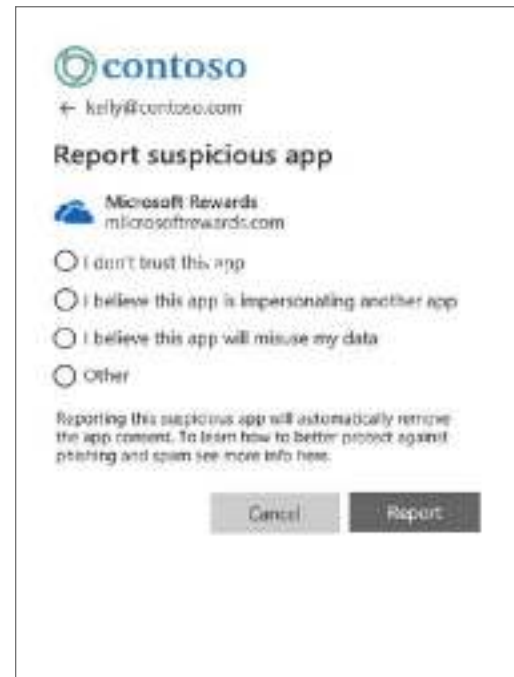 contoso
← kelly@contoso.com
Report suspicious app
Microsoft Rewards
microsoftrewards.com
I don't trust this app
I believe this app is impersonating another app
I believe this app will misuse my data
Other
Reporting this suspicious app will automatically remove
the app consent. To learn how to better protect against
phishing and spam see more info here.
Cancel
Report